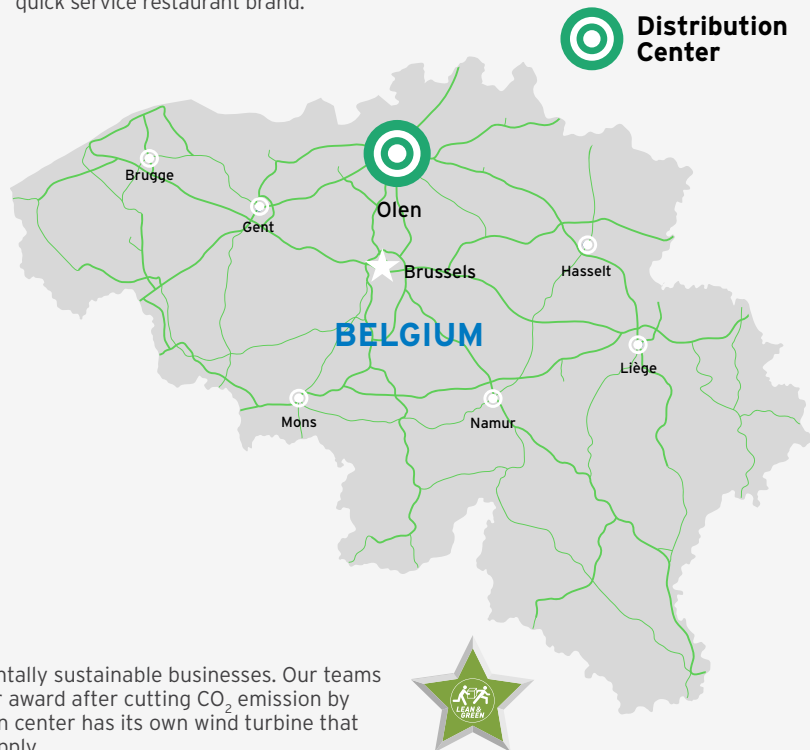 quick service restaurant brand.
Distribution
Center
Brugge
Olen
Gent
Brussels
Hasselt
BELGIUM
Liège
Mons
Namur
ntally sustainable businesses. Our teams
r award after cutting CO₂ emission by
n center has its own wind turbine that
pply.
LEAN &
GREEN